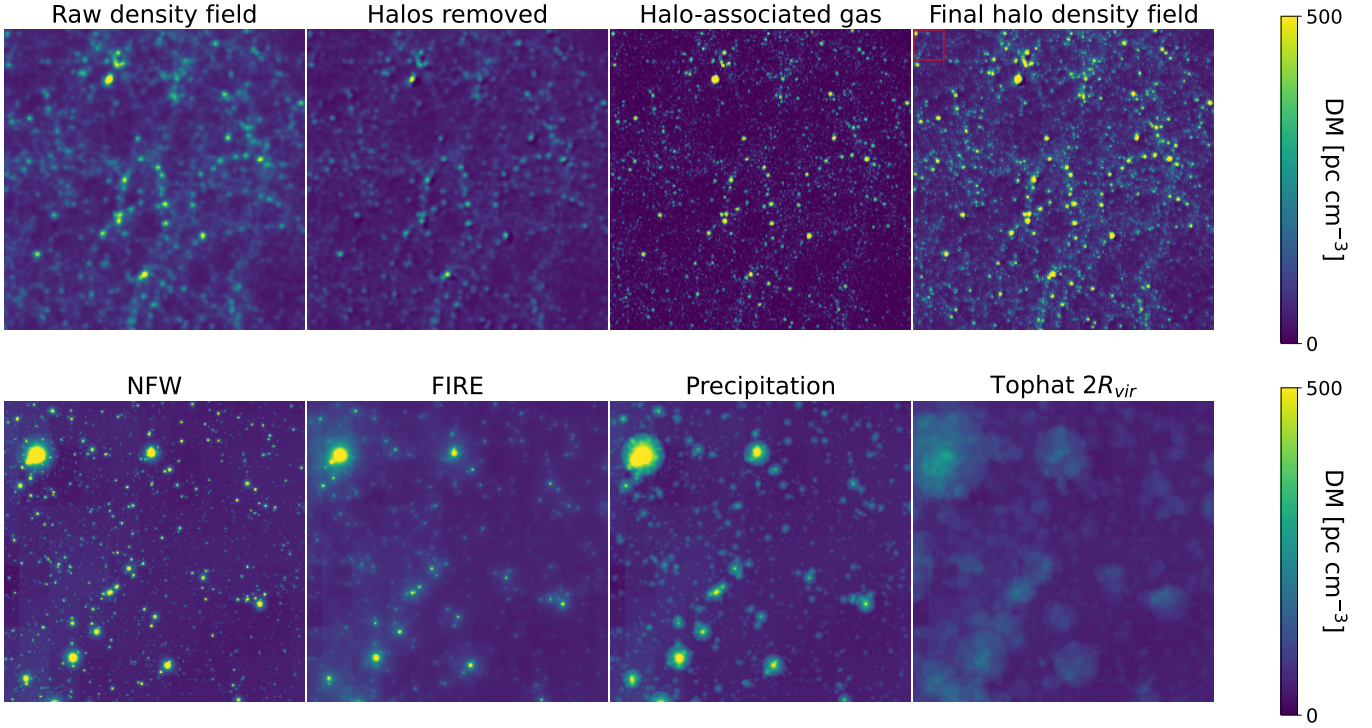 Raw density field
Halos removed
Halo-associated gas
Final halo density field
500
DM [pc cm⁻³]
0
NFW
FIRE
Precipitation
Tophat 2R_vir
500
DM [pc cm⁻³]
0